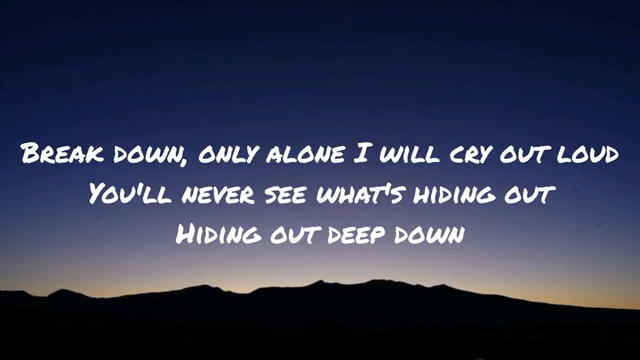 Break down, only alone I will cry out loud
You'll never see what's hiding out
Hiding out deep down